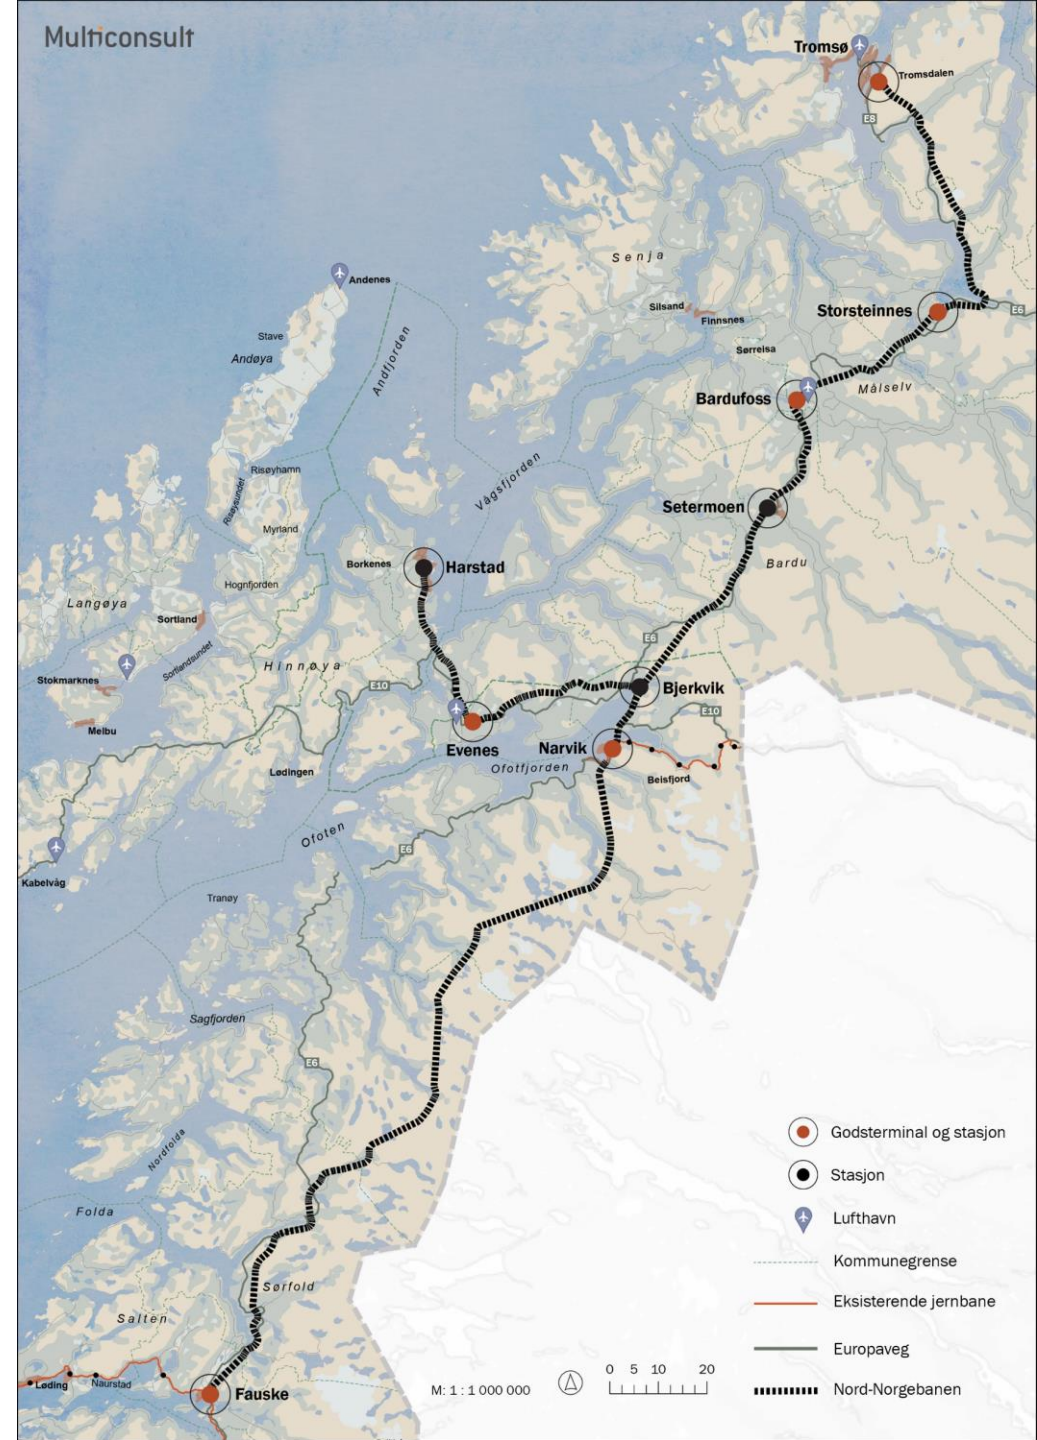 Multiconsult
Tromsø
Tromsdalen
E8
Senja
Andenes
Silsand
Finnsnes
Storsteinnes
E6
Stave
Andøya
Andfjorden
Sørreisa
Bardufoss
Målselv
Risøyhamn
Risøysundet
Vågsfjorden
Setermoen
Myrland
Borkenes
Harstad
Bardu
Hognfjorden
Langøya
Sortland
E6
Sortlandsundet
Hinnøya
Stokmarknes
E10
Bjerkvik
E10
Melbu
Evenes
Narvik
Ofotfjorden
Lødingen
Beisfjord
Ofoten
E6
Kabelvåg
Tranøy
Sagfjorden
E6
Nordfolda
Folda
Sørfold
Salten
Løding
Naurstad
Fauske
Godsterminal og stasjon
Stasjon
Lufthavn
Kommunegrense
Eksisterende jernbane
Europaveg
Nord-Norgebanen
M: 1 : 1 000 000
0 5 10 20